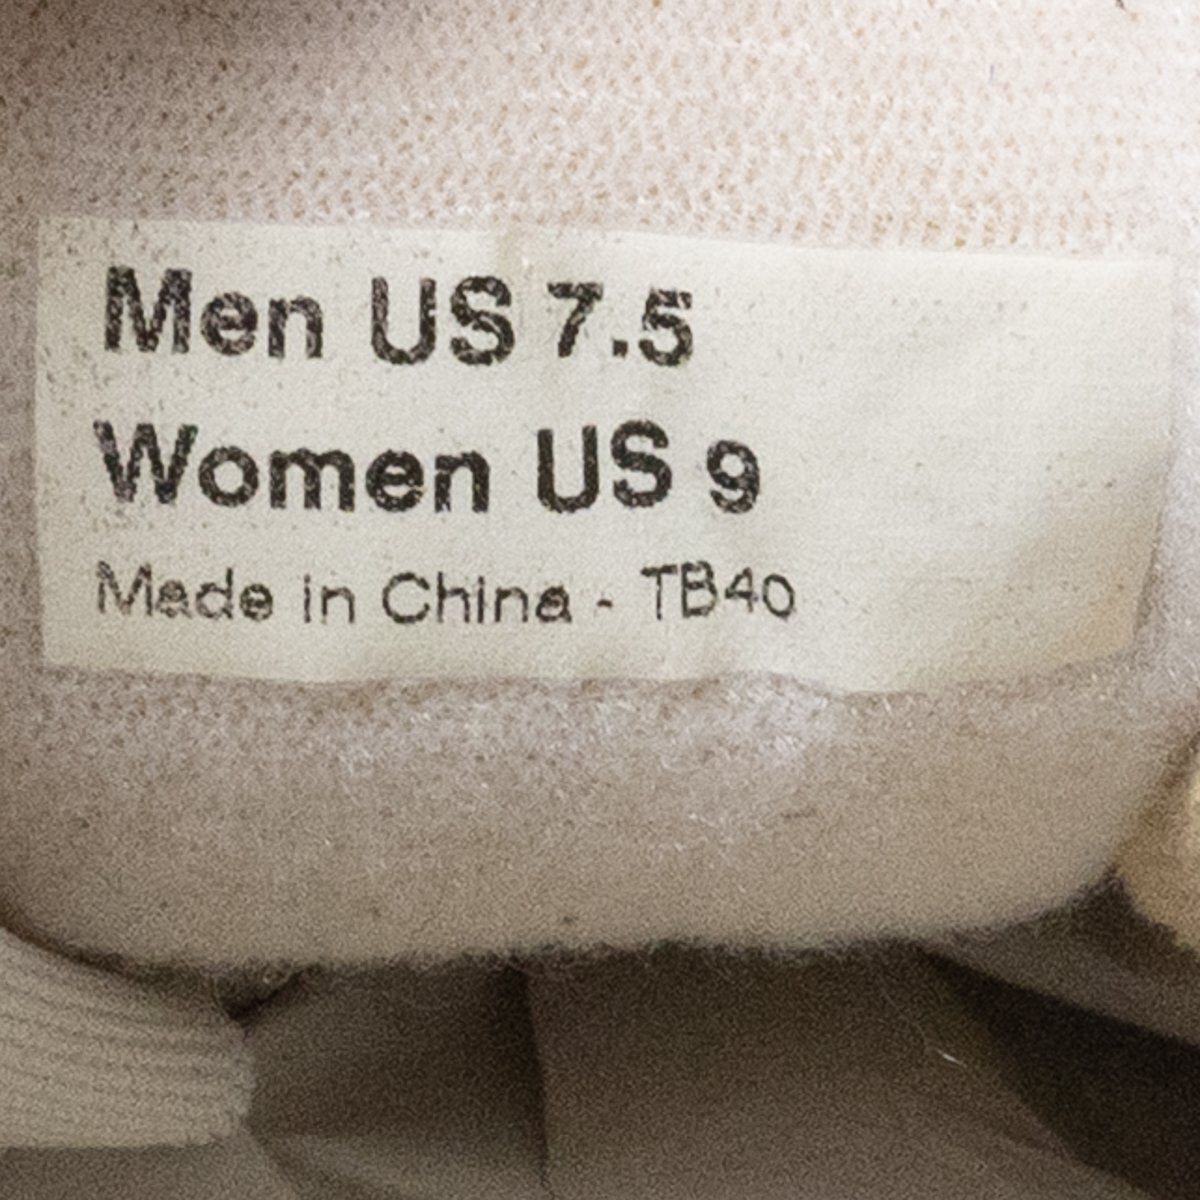 Men US 7.5
Women US 9
Made in China - TB40